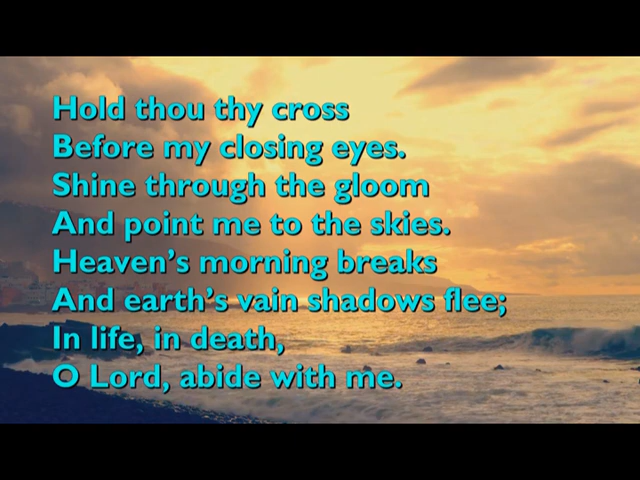 Hold thou thy cross
Before my closing eyes.
Shine through the gloom
And point me to the skies.
Heaven’s morning breaks
And earth’s vain shadows flee;
In life, in death,
O Lord, abide with me.